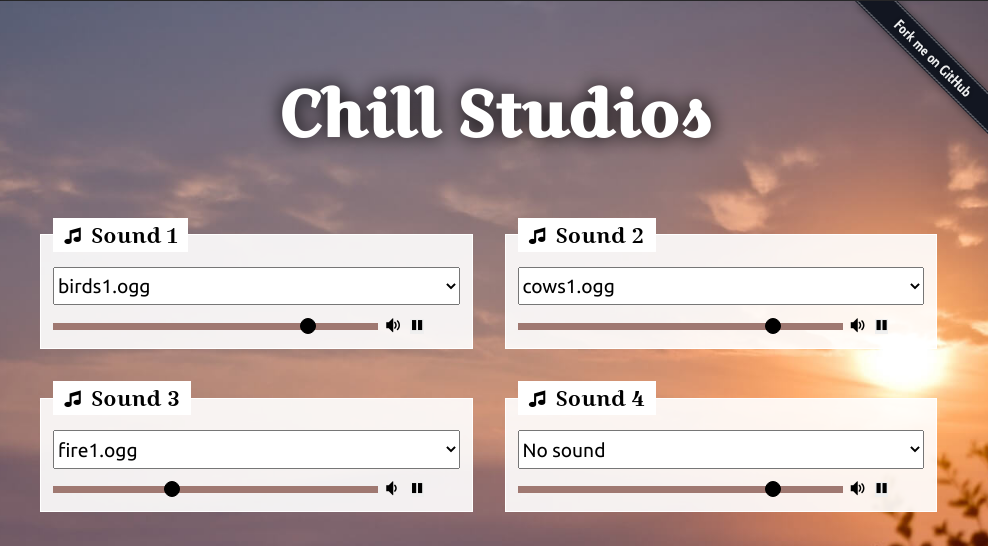 Fork me on GitHub
Chill Studios
Sound 1
birds1.ogg
Sound 2
cows1.ogg
Sound 3
fire1.ogg
Sound 4
No sound